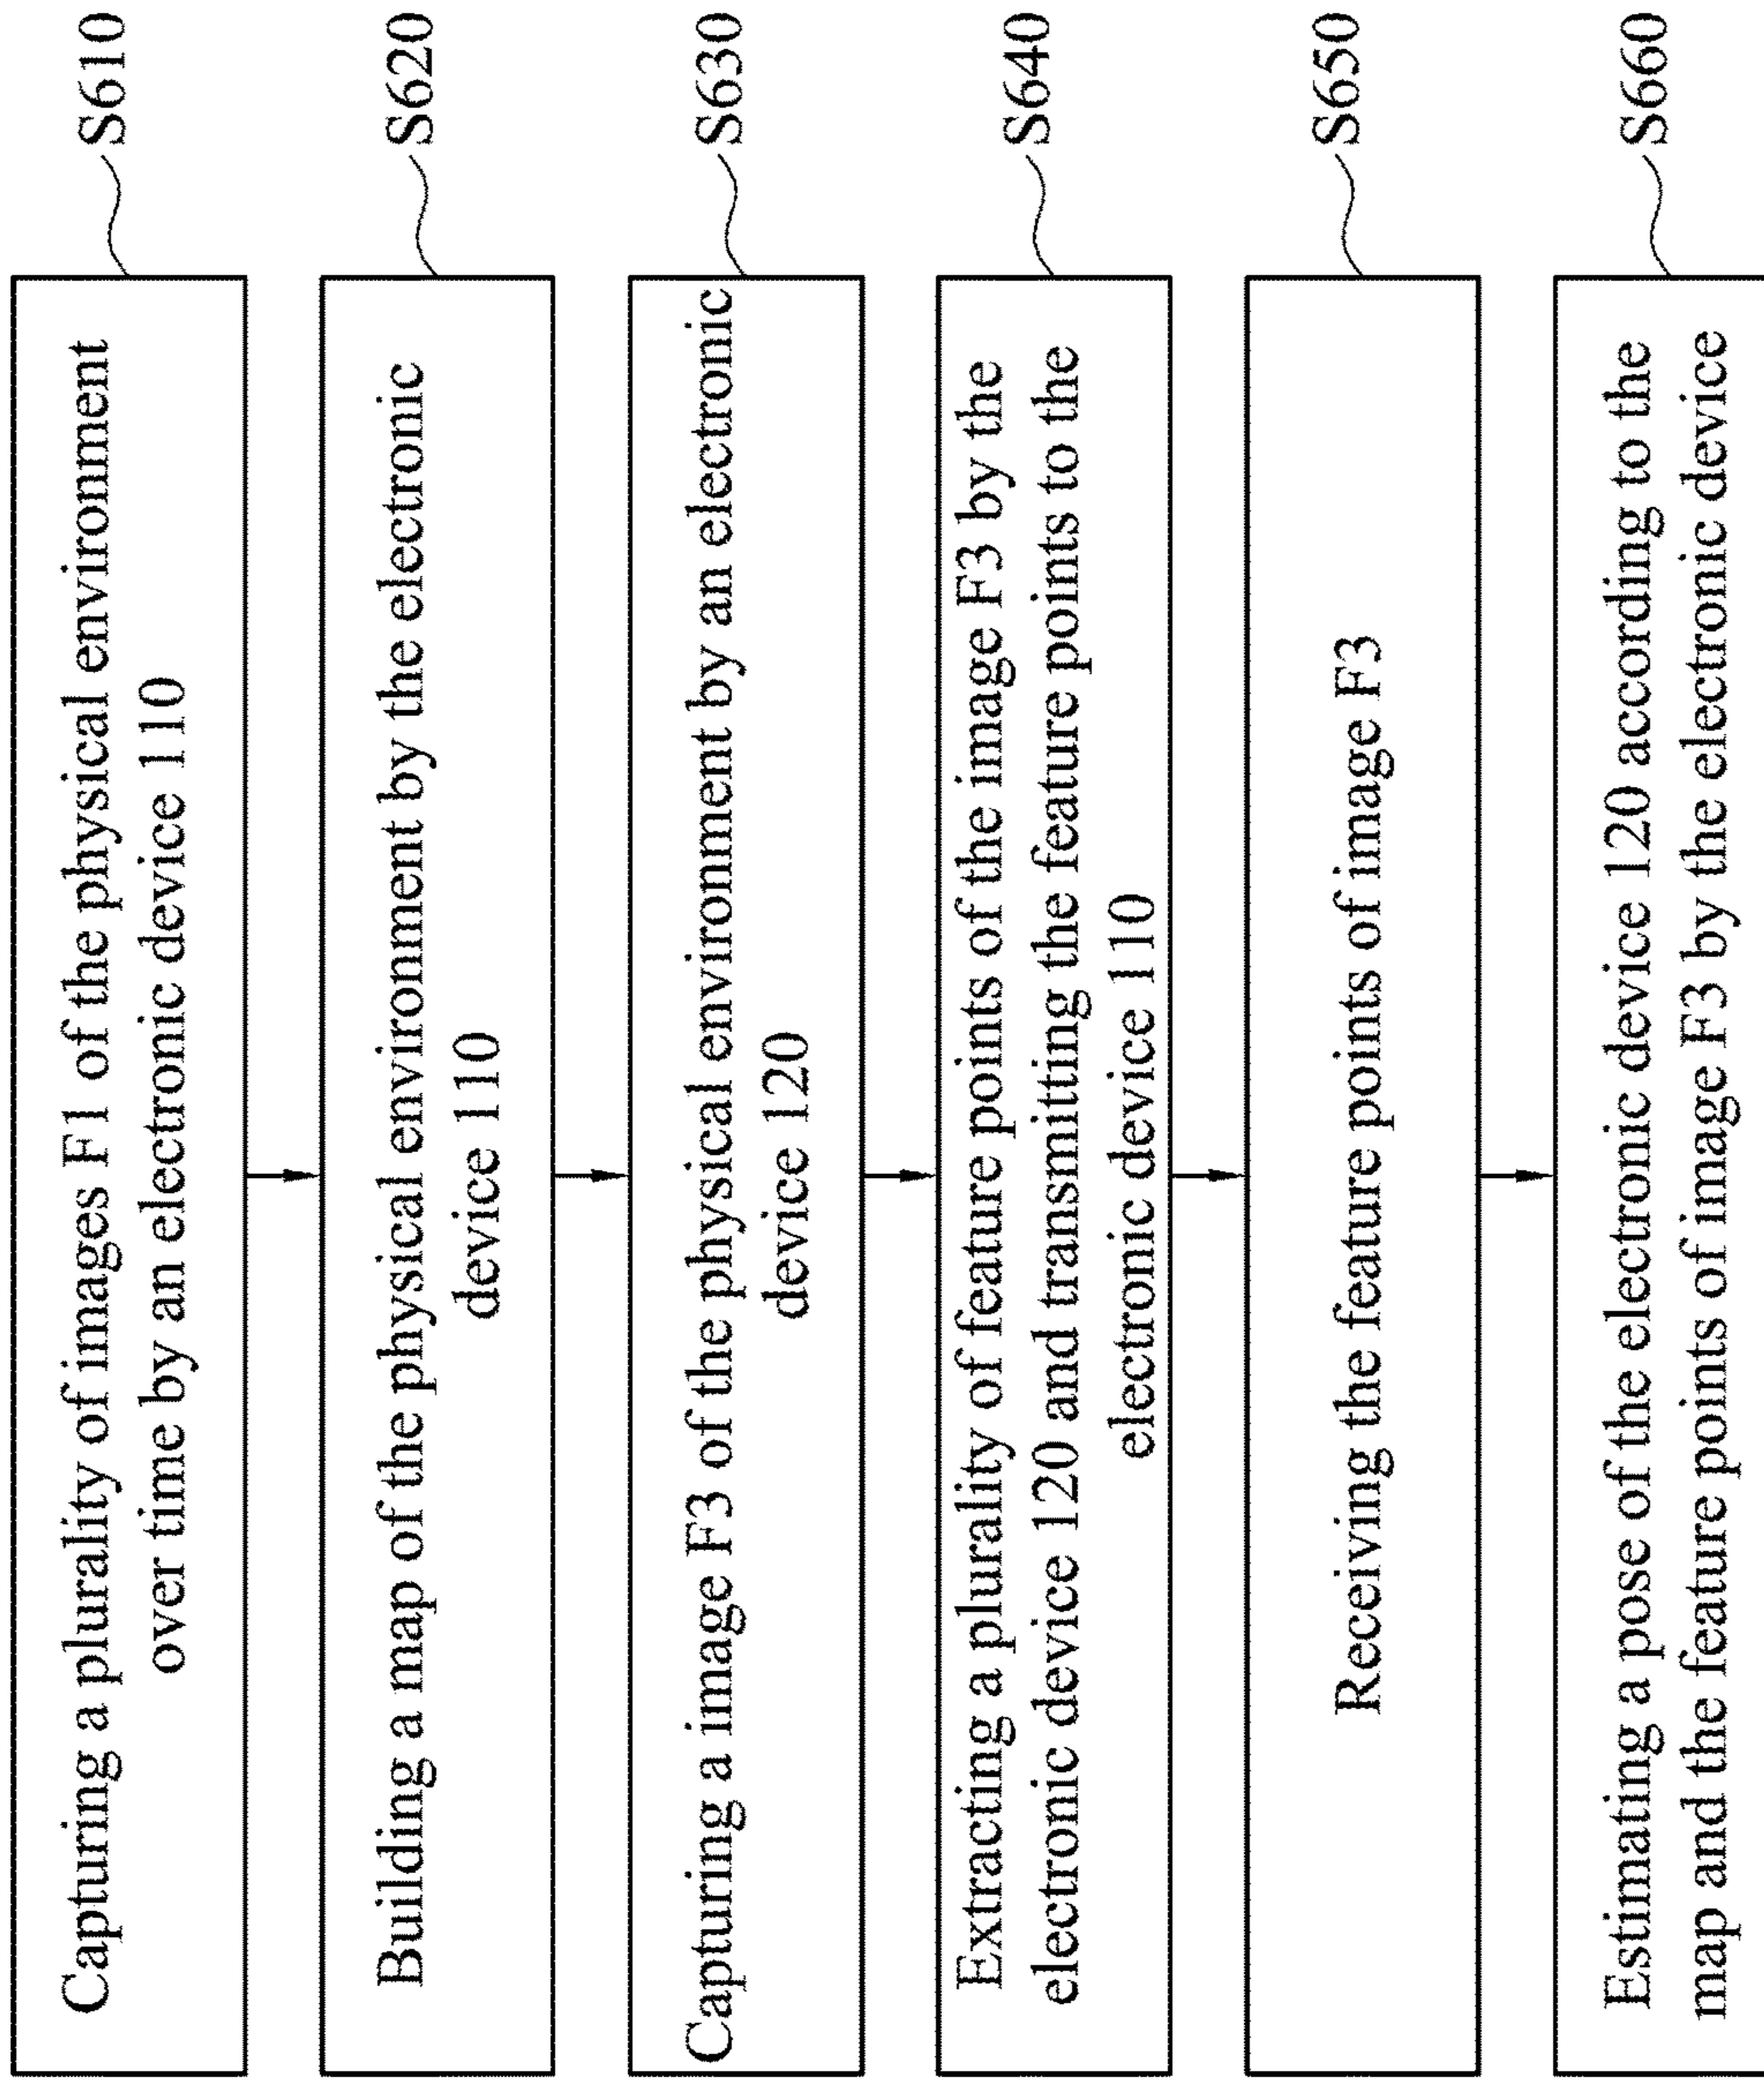 Capturing a plurality of images F1 of the physical environment
over time by an electronic device 110
S610
Building a map of the physical environment by the electronic
device 110
S620
Capturing a image F3 of the physical environment by an electronic
device 120
S630
Extracting a plurality of feature points of the image F3 by the
electronic device 120 and transmitting the feature points to the
electronic device 110
S640
Receiving the feature points of image F3
S650
Estimating a pose of the electronic device 120 according to the
map and the feature points of image F3 by the electronic device
S660